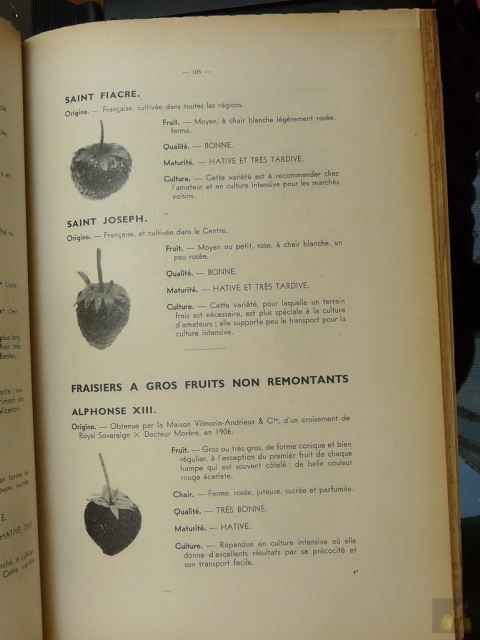 — 105 —
SAINT FIACRE.
Origine. — Française, cultivée dans toutes les régions.
Fruit. — Moyen, à chair blanche légèrement rosée,
ferme.
Qualité. — BONNE.
Maturité. — HATIVE ET TRÈS TARDIVE.
Culture. — Cette variété est à recommander chez
l'amateur et en culture intensive pour les marchés
voisins.
SAINT JOSEPH.
Origine. — Française, et cultivée dans le Centre.
Fruit. — Moyen ou petit, rose, à chair blanche, un
peu rosée.
Qualité. — BONNE.
Maturité. — HATIVE ET TRÈS TARDIVE.
Culture. — Cette variété, pour laquelle un terrain
frais est nécessaire, est plus spéciale à la culture
d'amateurs ; elle supporte peu le transport pour la
culture intensive.
FRAISIERS A GROS FRUITS NON REMONTANTS
ALPHONSE XIII.
Origine. — Obtenue par la Maison Vilmorin-Andrieux & Cie, d'un croisement de
Royal Sovereign × Docteur Morère, en 1906.
Fruit. — Gros ou très gros, de forme conique et bien
régulier, à l'exception du premier fruit de chaque
hampe qui est souvent côtelé : de belle couleur
rouge écarlate.
Chair. — Ferme, rosée, juteuse, sucrée et parfumée.
Qualité. — TRÈS BONNE.
Maturité. — HATIVE.
Culture. — Répandue en culture intensive où elle
donne d'excellents résultats par sa précocité et
son transport facile.